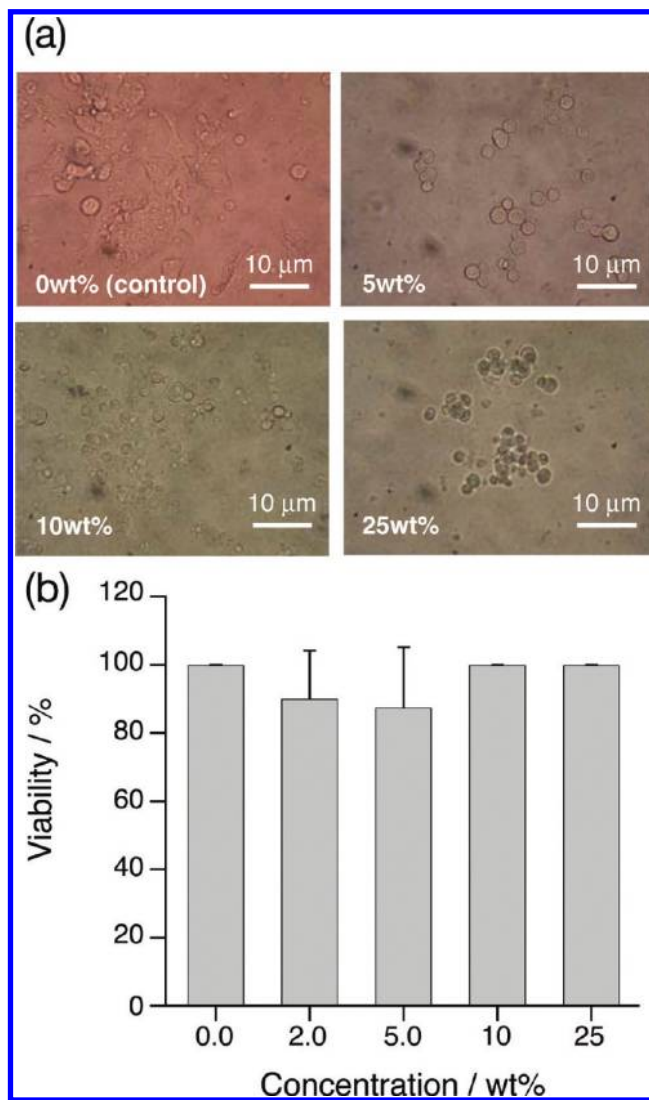 (a)
0wt% (control)
10 μm
5wt%
10 μm
10wt%
10 μm
25wt%
10 μm
(b)
120
100
80
60
40
20
0
Viability / %
0.0 2.0 5.0 10 25
Concentration / wt%